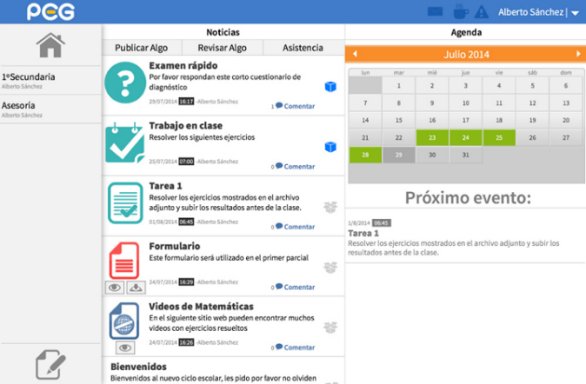 PEG
Alberto Sánchez |
Noticias
Agenda
Publicar Algo
Revisar Algo
Asistencia
1ºSecundaria
Alberto Sánchez
Asesoría
Alberto Sánchez
Examen rápido
Por favor respondan este corto cuestionario de
diagnóstico
29/07/2014 16:17 Alberto Sánchez
1 Comentar
Trabajo en clase
Resolver los siguientes ejercicios
25/07/2014 07:00 Alberto Sánchez
0 Comentar
Tarea 1
Resolver los ejercicios mostrados en el archivo
adjunto y subir los resultados antes de la clase.
01/08/2014 06:45 Alberto Sánchez
0 Comentar
Formulario
Este formulario será utilizado en el primer parcial
24/07/2014 16:29 Alberto Sánchez
0 Comentar
Videos de Matemáticas
En el siguiente sitio web pueden encontrar muchos
videos con ejercicios resueltos
24/07/2014 16:26 Alberto Sánchez
0 Comentar
Bienvenidos
Bienvenidos al nuevo ciclo escolar, les pido por favor no olviden
Julio 2014
lun mar mié jue vie sáb dom
1 2 3 4 5 6
7 8 9 10 11 12 13
14 15 16 17 18 19 20
21 22 23 24 25 26 27
28 29 30 31
Próximo evento:
1/8/2014 06:45
Tarea 1
Resolver los ejercicios mostrados en el archivo adjunto y subir los
resultados antes de la clase.